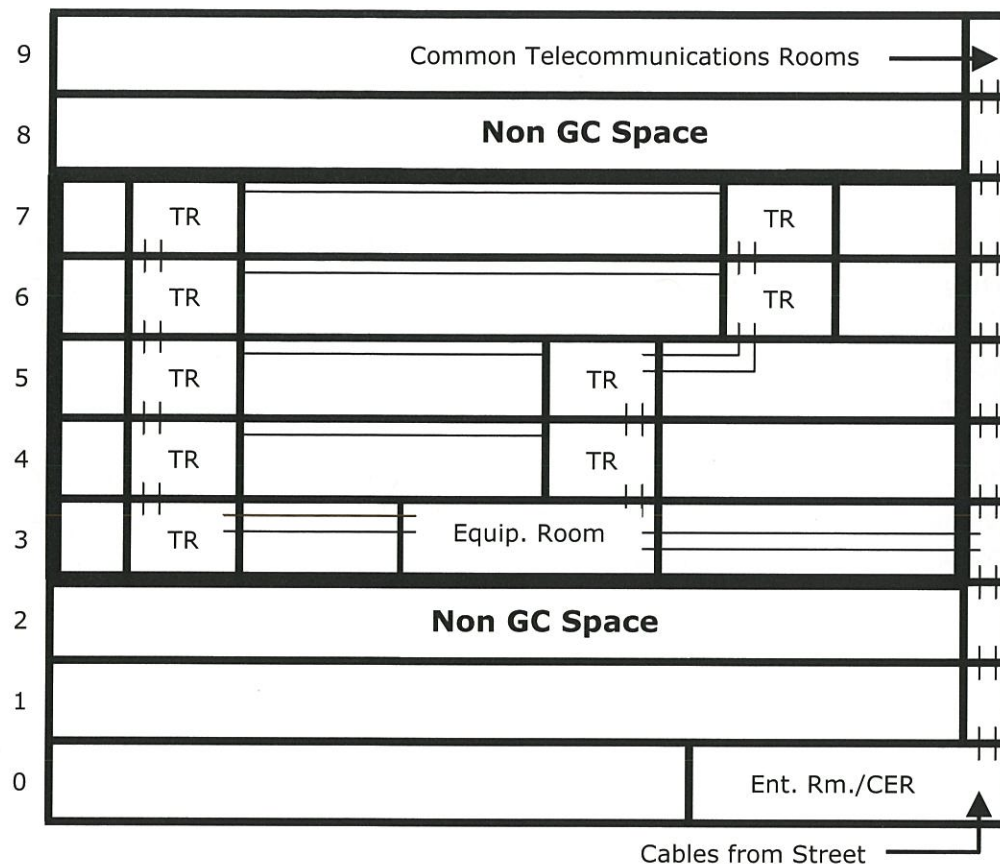 9
Common Telecommunications Rooms
8
Non GC Space
7
TR
TR
6
TR
TR
5
TR
TR
4
TR
TR
3
TR
Equip. Room
2
Non GC Space
1
0
Ent. Rm./CER
Cables from Street